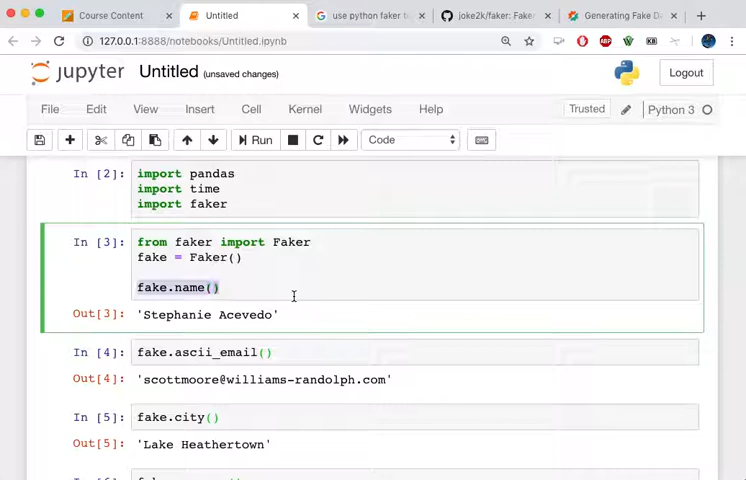 Course Content
Untitled
use python faker t
joke2k/faker: Faker
Generating Fake Da
127.0.0.1:8888/notebooks/Untitled.ipynb
ABP
jupyter Untitled (unsaved changes)
Logout
File Edit View Insert Cell Kernel Widgets Help
Trusted
Python 3
Run
Code
In [2]: import pandas
import time
import faker
In [3]: from faker import Faker
fake = Faker()
fake.name()
Out[3]: 'Stephanie Acevedo'
In [4]: fake.ascii_email()
Out[4]: 'scottmoore@williams-randolph.com'
In [5]: fake.city()
Out[5]: 'Lake Heathertown'